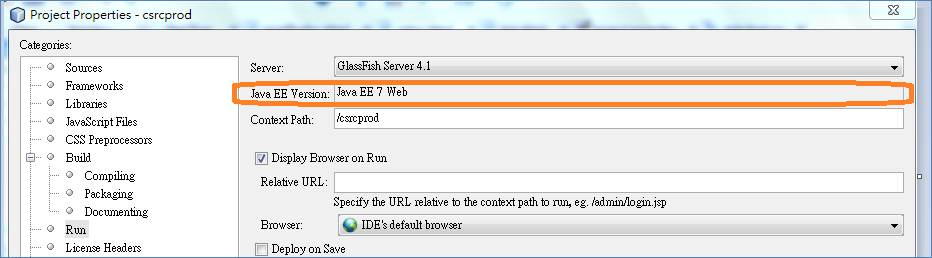 Project Properties - csrcprod
Categories:
Sources
Frameworks
Libraries
JavaScript Files
CSS Preprocessors
Build
Compiling
Packaging
Documenting
Run
License Headers
Server: GlassFish Server 4.1
Java EE Version: Java EE 7 Web
Context Path: /csrcprod
Display Browser on Run
Relative URL:
Specify the URL relative to the context path to run, eg. /admin/login.jsp
Browser: IDE's default browser
Deploy on Save